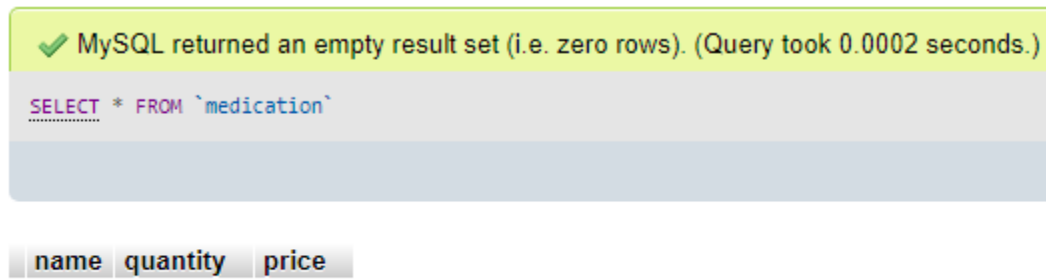 MySQL returned an empty result set (i.e. zero rows). (Query took 0.0002 seconds.)
SELECT * FROM `medication`
name quantity price